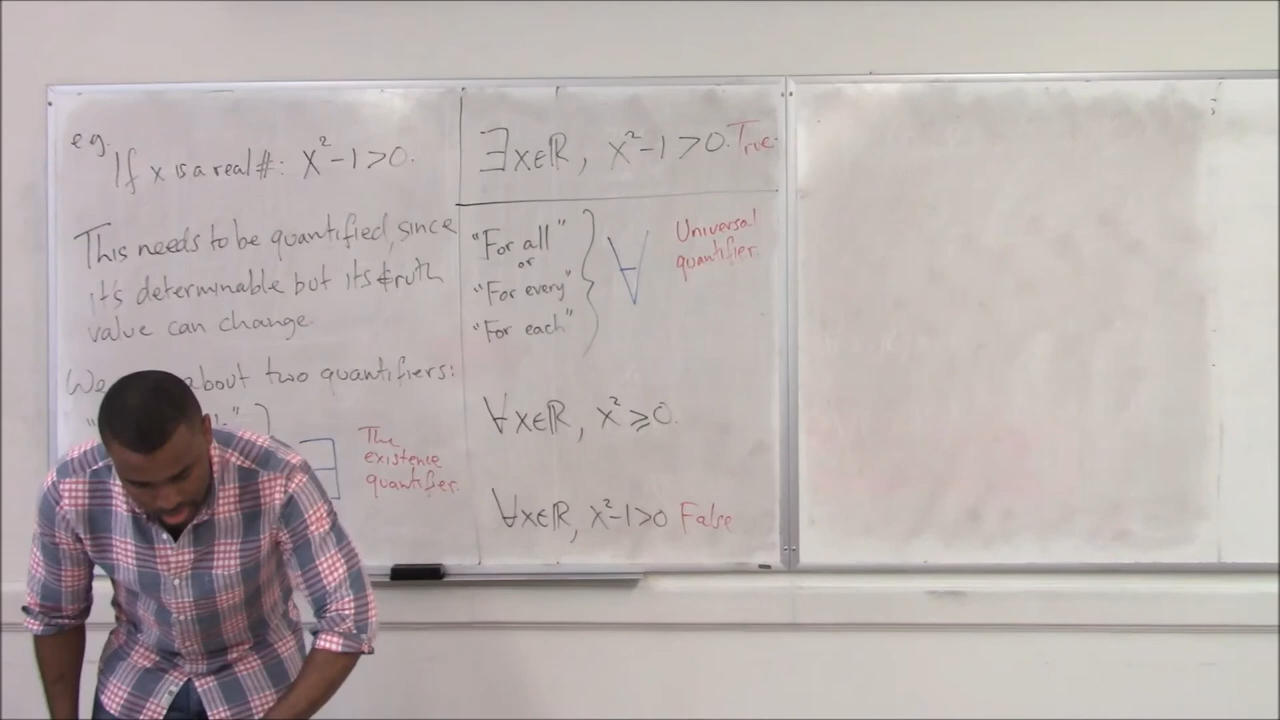 e.g.
If x is a real #: x²-1>0.
This needs to be quantified, since
it's determinable but its truth
value can change.
We about two quantifiers:
∃
The
existence
quantifier.
∃x∈ℝ, x²-1>0. True.
"For all"
or
"For every"
"For each"
∀
Universal
quantifier.
∀x∈ℝ, x²≥0.
∀x∈ℝ, x²-1>0 False